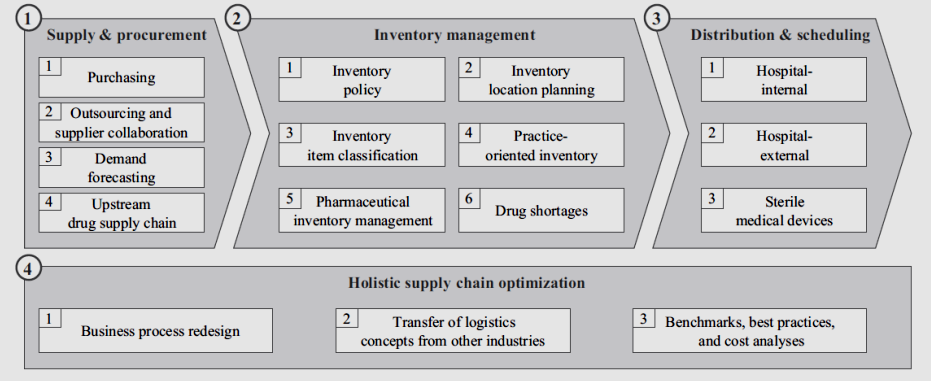 1
Supply & procurement
1
Purchasing
2
Outsourcing and
supplier collaboration
3
Demand
forecasting
4
Upstream
drug supply chain
2
Inventory management
1
Inventory
policy
2
Inventory
location planning
3
Inventory
item classification
4
Practice-
oriented inventory
5
Pharmaceutical
inventory management
6
Drug shortages
3
Distribution & scheduling
1
Hospital-
internal
2
Hospital-
external
3
Sterile
medical devices
4
Holistic supply chain optimization
1
Business process redesign
2
Transfer of logistics
concepts from other industries
3
Benchmarks, best practices,
and cost analyses